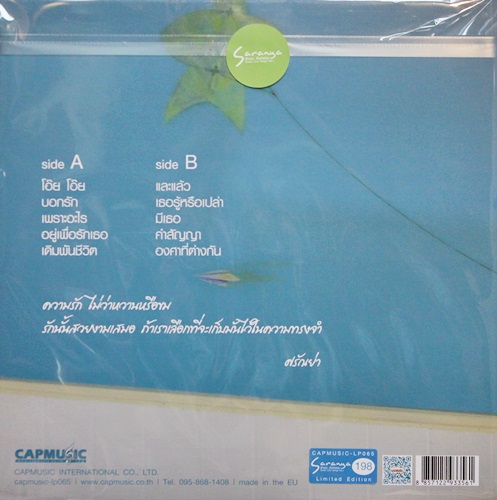 Saranya
side A
โอ๊ย โอ๊ย
บอกรัก
เพราะอะไร
อยู่เพื่อรักเธอ
เดิมพันชีวิต
side B
และแล้ว
เธอรู้หรือเปล่า
มีเธอ
คำสัญญา
องศาที่ต่างกัน
ความรัก ไม่ว่าหวานหรือขม
รักนั้นสวยงามเสมอ ถ้าเราเลือกที่จะเก็บมันไว้ในความทรงจำ
ศรัณย่า
CAPMUSIC
CAPMUSIC INTERNATIONAL CO., LTD.
cap-music-lp065 | www.capmusic.co.th | Tel. 095-868-1408 | made in the EU
CAPMUSIC-LP065
Saranya
198
Limited Edition